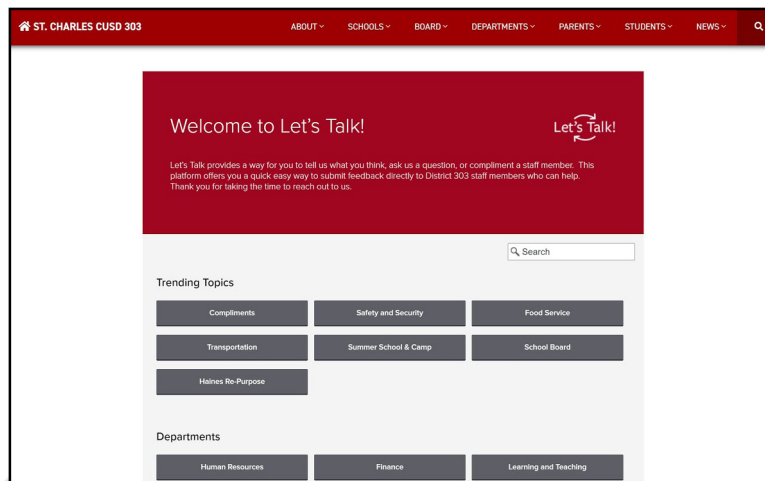 ST. CHARLES CUSD 303 ABOUT SCHOOLS BOARD DEPARTMENTS PARENTS STUDENTS NEWS
Welcome to Let's Talk!
Let's Talk!
Let's Talk provides a way for you to tell us what you think, ask us a question, or compliment a staff member. This
platform offers you a quick easy way to submit feedback directly to District 303 staff members who can help.
Thank you for taking the time to reach out to us.
Search
Trending Topics
Compliments Safety and Security Food Service
Transportation Summer School & Camp School Board
Haines Re-Purpose
Departments
Human Resources Finance Learning and Teaching